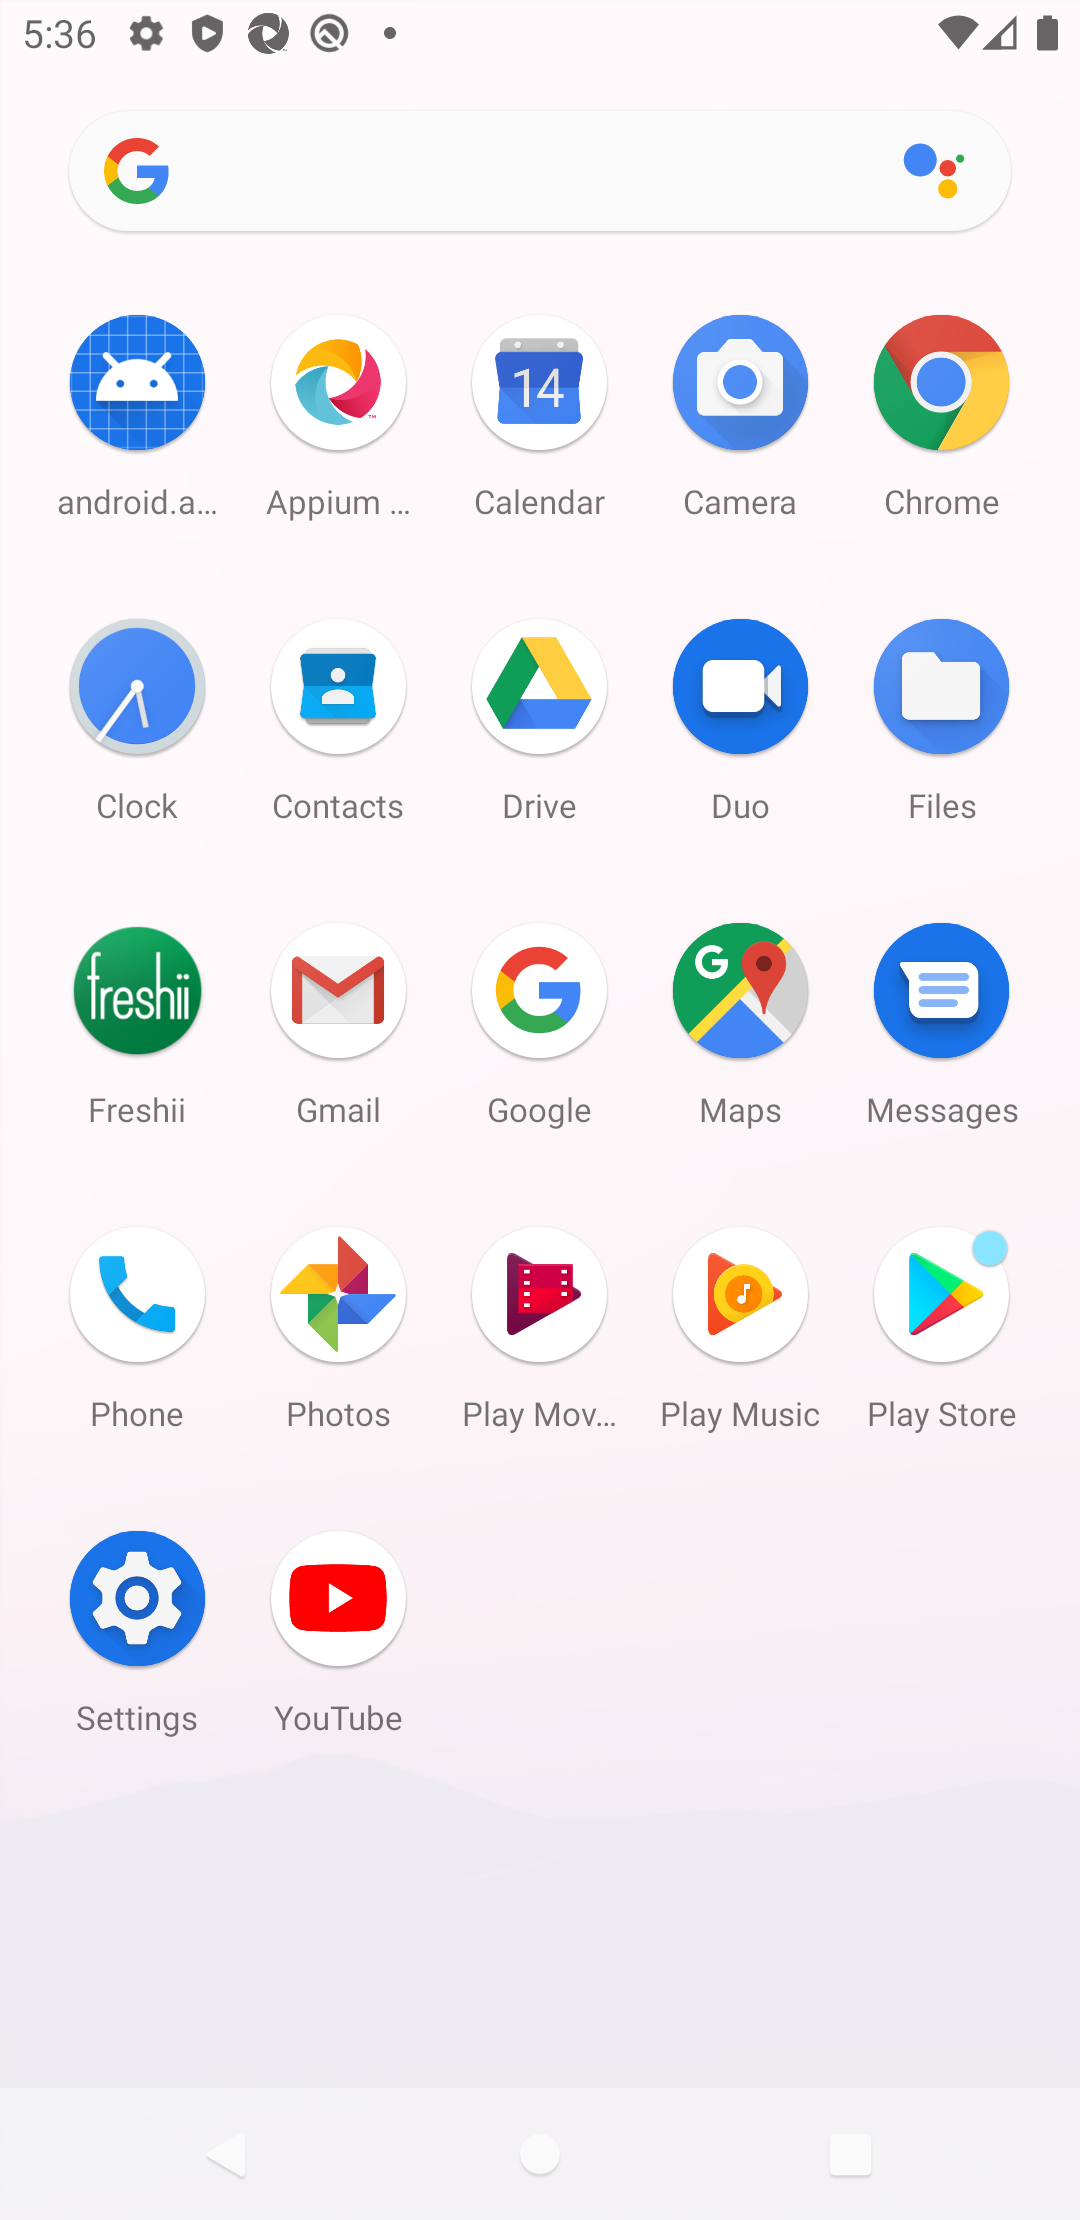 5:36
android.a...
Appium ...
14
Calendar
Camera
Chrome
Clock
Contacts
Drive
Duo
Files
freshii
Freshii
Gmail
Google
Maps
Messages
Phone
Photos
Play Mov...
Play Music
Play Store
Settings
YouTube